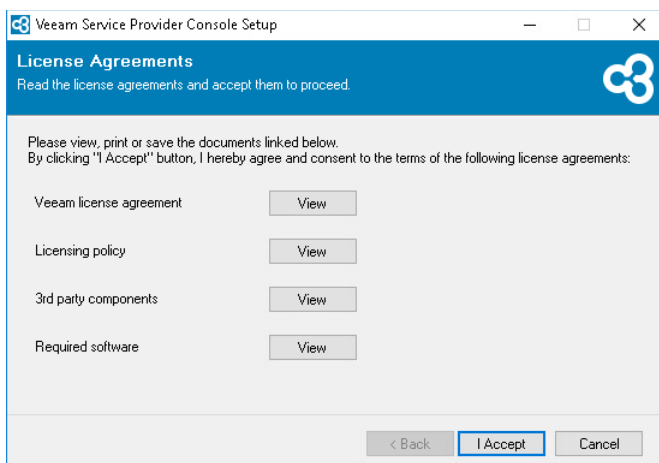 Veeam Service Provider Console Setup
License Agreements
Read the license agreements and accept them to proceed.
Please view, print or save the documents linked below.
By clicking "I Accept" button, I hereby agree and consent to the terms of the following license agreements:
Veeam license agreement View
Licensing policy View
3rd party components View
Required software View
< Back I Accept Cancel